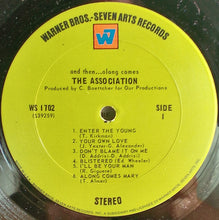 WARNER BROS.-SEVEN ARTS RECORDS
W7
and then...along comes
THE ASSOCIATION
Produced by C. Boettcher for Our Productions
WS 1702
(S39259)
SIDE
1
1. ENTER THE YOUNG
(T. Kirkman)
2. YOUR OWN LOVE
(J. Yester-G. Alexander)
3. DON'T BLAME IT ON ME
(D. Addrisi-D. Addrisi)
4. BLISTERED (Ed. Wheeler)
5. I'LL BE YOUR MAN
(R. Giguere)
6. ALONG COMES MARY
(T. Almer)
STEREO